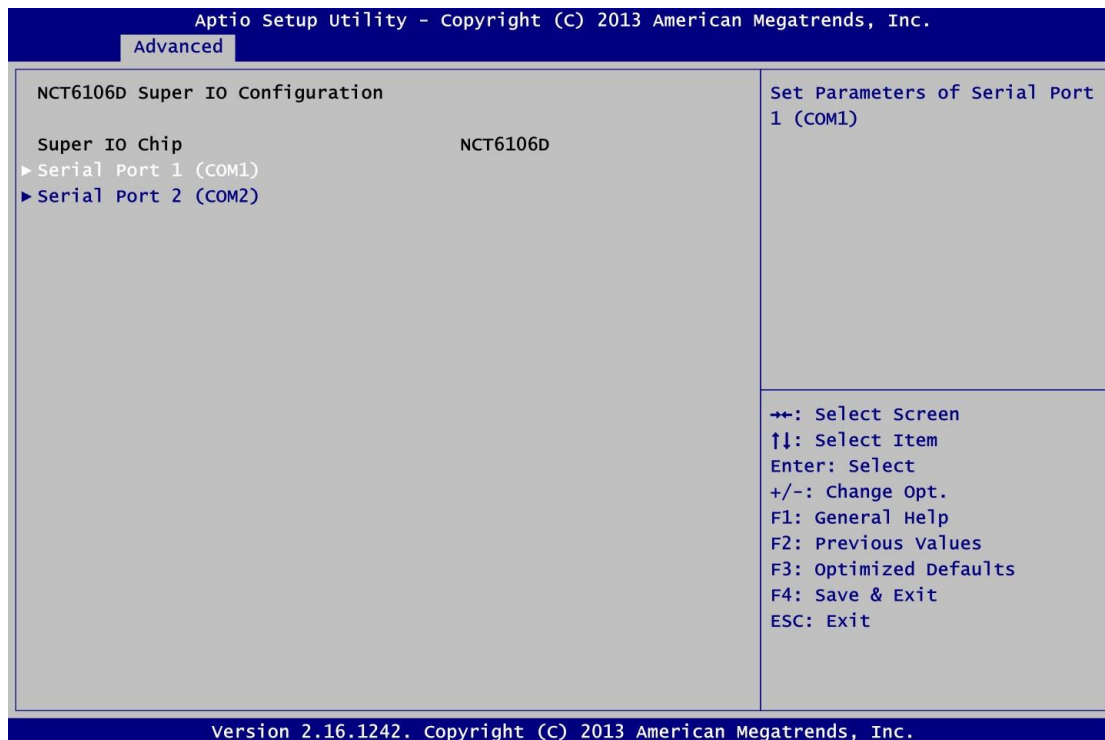 Aptio Setup Utility - Copyright (C) 2013 American Megatrends, Inc.
Advanced
NCT6106D Super IO Configuration
Super IO Chip NCT6106D
►Serial Port 1 (COM1)
►Serial Port 2 (COM2)
Set Parameters of Serial Port
1 (COM1)
→←: Select Screen
↑↓: Select Item
Enter: Select
+/-: Change Opt.
F1: General Help
F2: Previous Values
F3: Optimized Defaults
F4: Save & Exit
ESC: Exit
Version 2.16.1242. Copyright (C) 2013 American Megatrends, Inc.